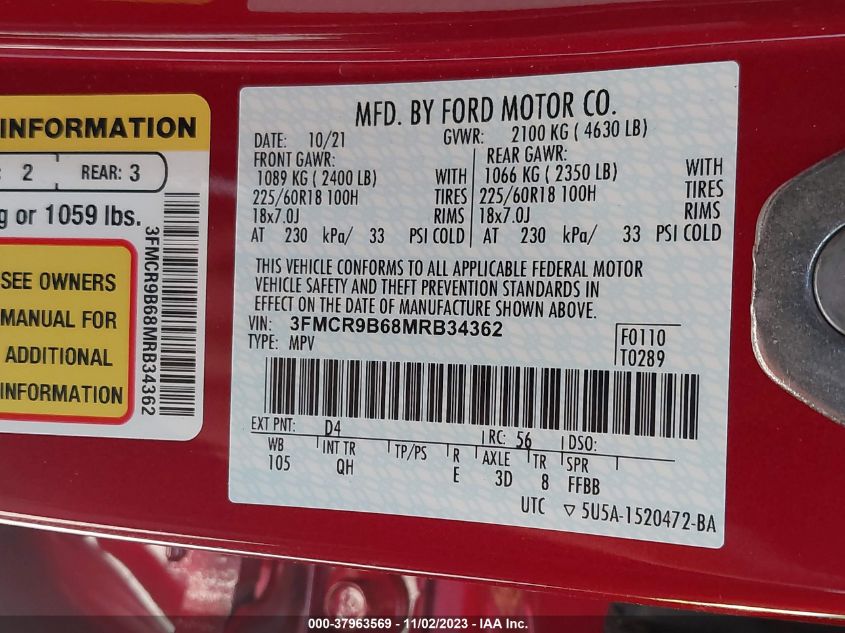 INFORMATION
2 REAR: 3
g or 1059 lbs.
SEE OWNERS
MANUAL FOR
ADDITIONAL
INFORMATION
3FMCR9B68MRB34362
MFD. BY FORD MOTOR CO.
DATE: 10/21 GVWR: 2100 KG ( 4630 LB)
FRONT GAWR: REAR GAWR:
1089 KG ( 2400 LB) WITH 1066 KG ( 2350 LB) WITH
225/60R18 100H TIRES 225/60R18 100H TIRES
18x7.0J RIMS 18x7.0J RIMS
AT 230 kPa/ 33 PSI COLD AT 230 kPa/ 33 PSI COLD
THIS VEHICLE CONFORMS TO ALL APPLICABLE FEDERAL MOTOR
VEHICLE SAFETY AND THEFT PREVENTION STANDARDS IN
EFFECT ON THE DATE OF MANUFACTURE SHOWN ABOVE.
VIN: 3FMCR9B68MRB34362 F0110
TYPE: MPV T0289
EXT PNT: D4 RC: 56 DSO:
WB INT TR TP/PS R AXLE TR SPR
105 QH E 3D 8 FFBB
UTC ▽ 5U5A-1520472-BA
000-37963569 - 11/02/2023 - IAA Inc.